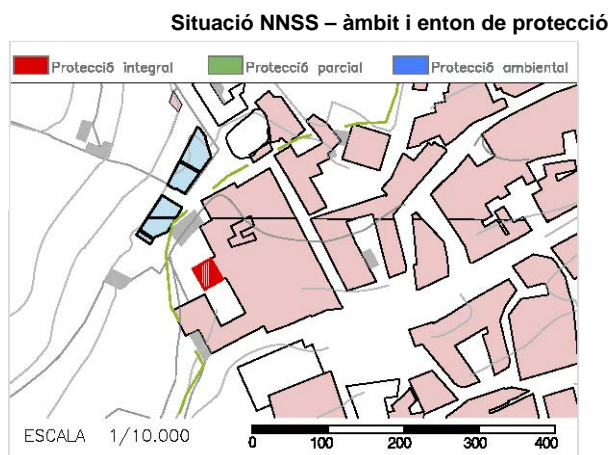 Situació NNSS – àmbit i enton de protecció
Protecció integral Protecció parcial Protecció ambiental
ESCALA 1/10.000
0 100 200 300 400